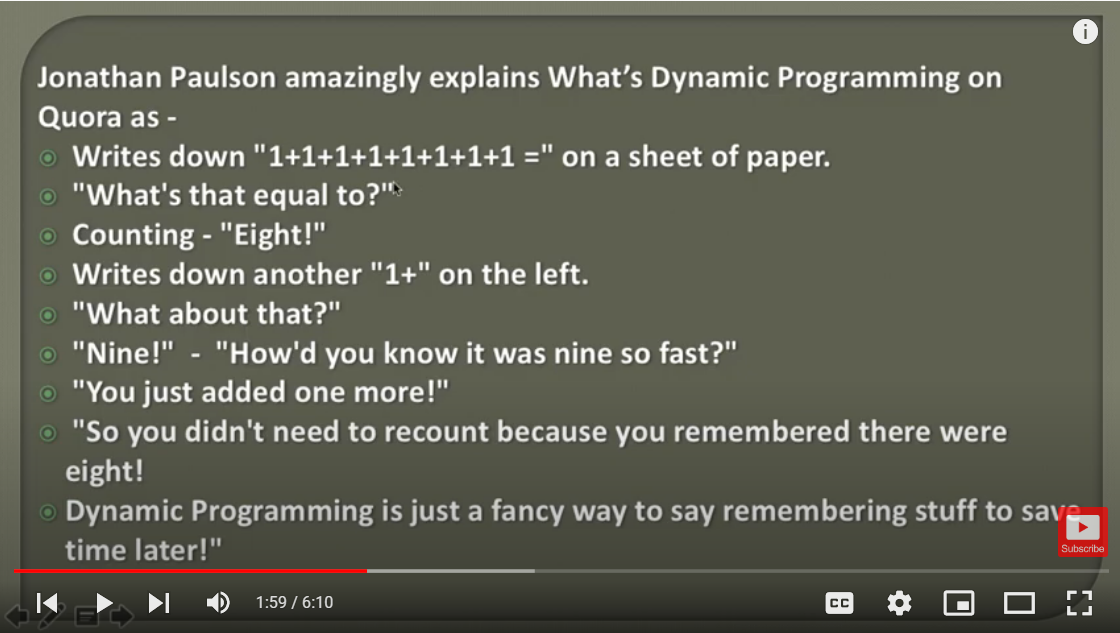 Jonathan Paulson amazingly explains What's Dynamic Programming on
Quora as -
Writes down "1+1+1+1+1+1+1+1 =" on a sheet of paper.
"What's that equal to?"
Counting - "Eight!"
Writes down another "1+" on the left.
"What about that?"
"Nine!" - "How'd you know it was nine so fast?"
"You just added one more!"
"So you didn't need to recount because you remembered there were
eight!
Dynamic Programming is just a fancy way to say remembering stuff to save
time later!"
Subscribe
1:59 / 6:10
CC